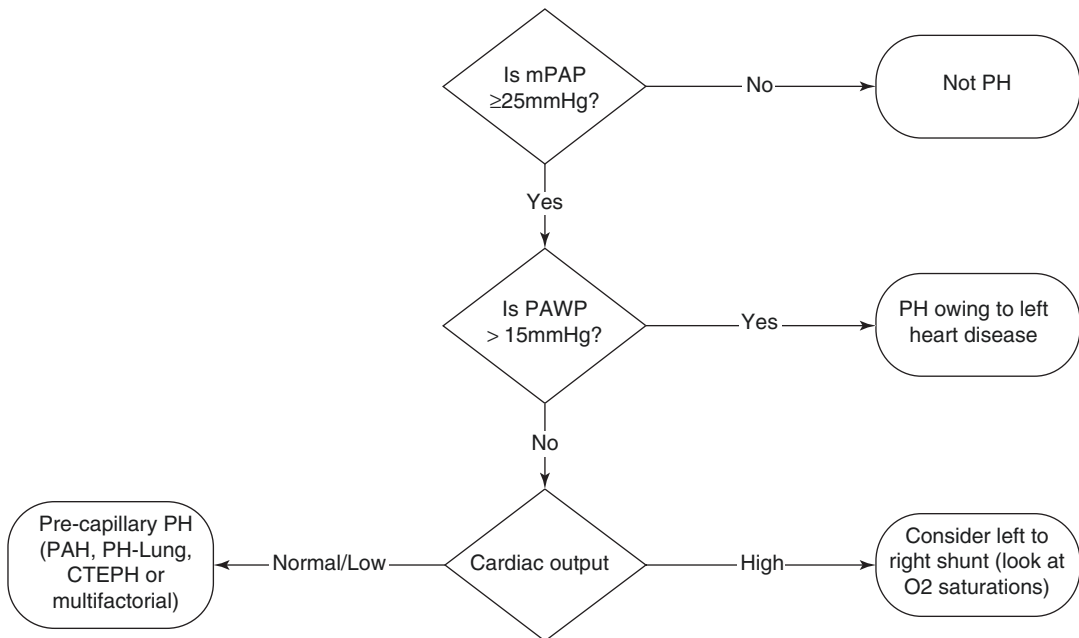 Is mPAP
≥25mmHg?
No
Not PH
Yes
Is PAWP
> 15mmHg?
Yes
PH owing to left
heart disease
No
Pre-capillary PH
(PAH, PH-Lung,
CTEPH or
multifactorial)
Normal/Low
Cardiac output
High
Consider left to
right shunt (look at
O2 saturations)